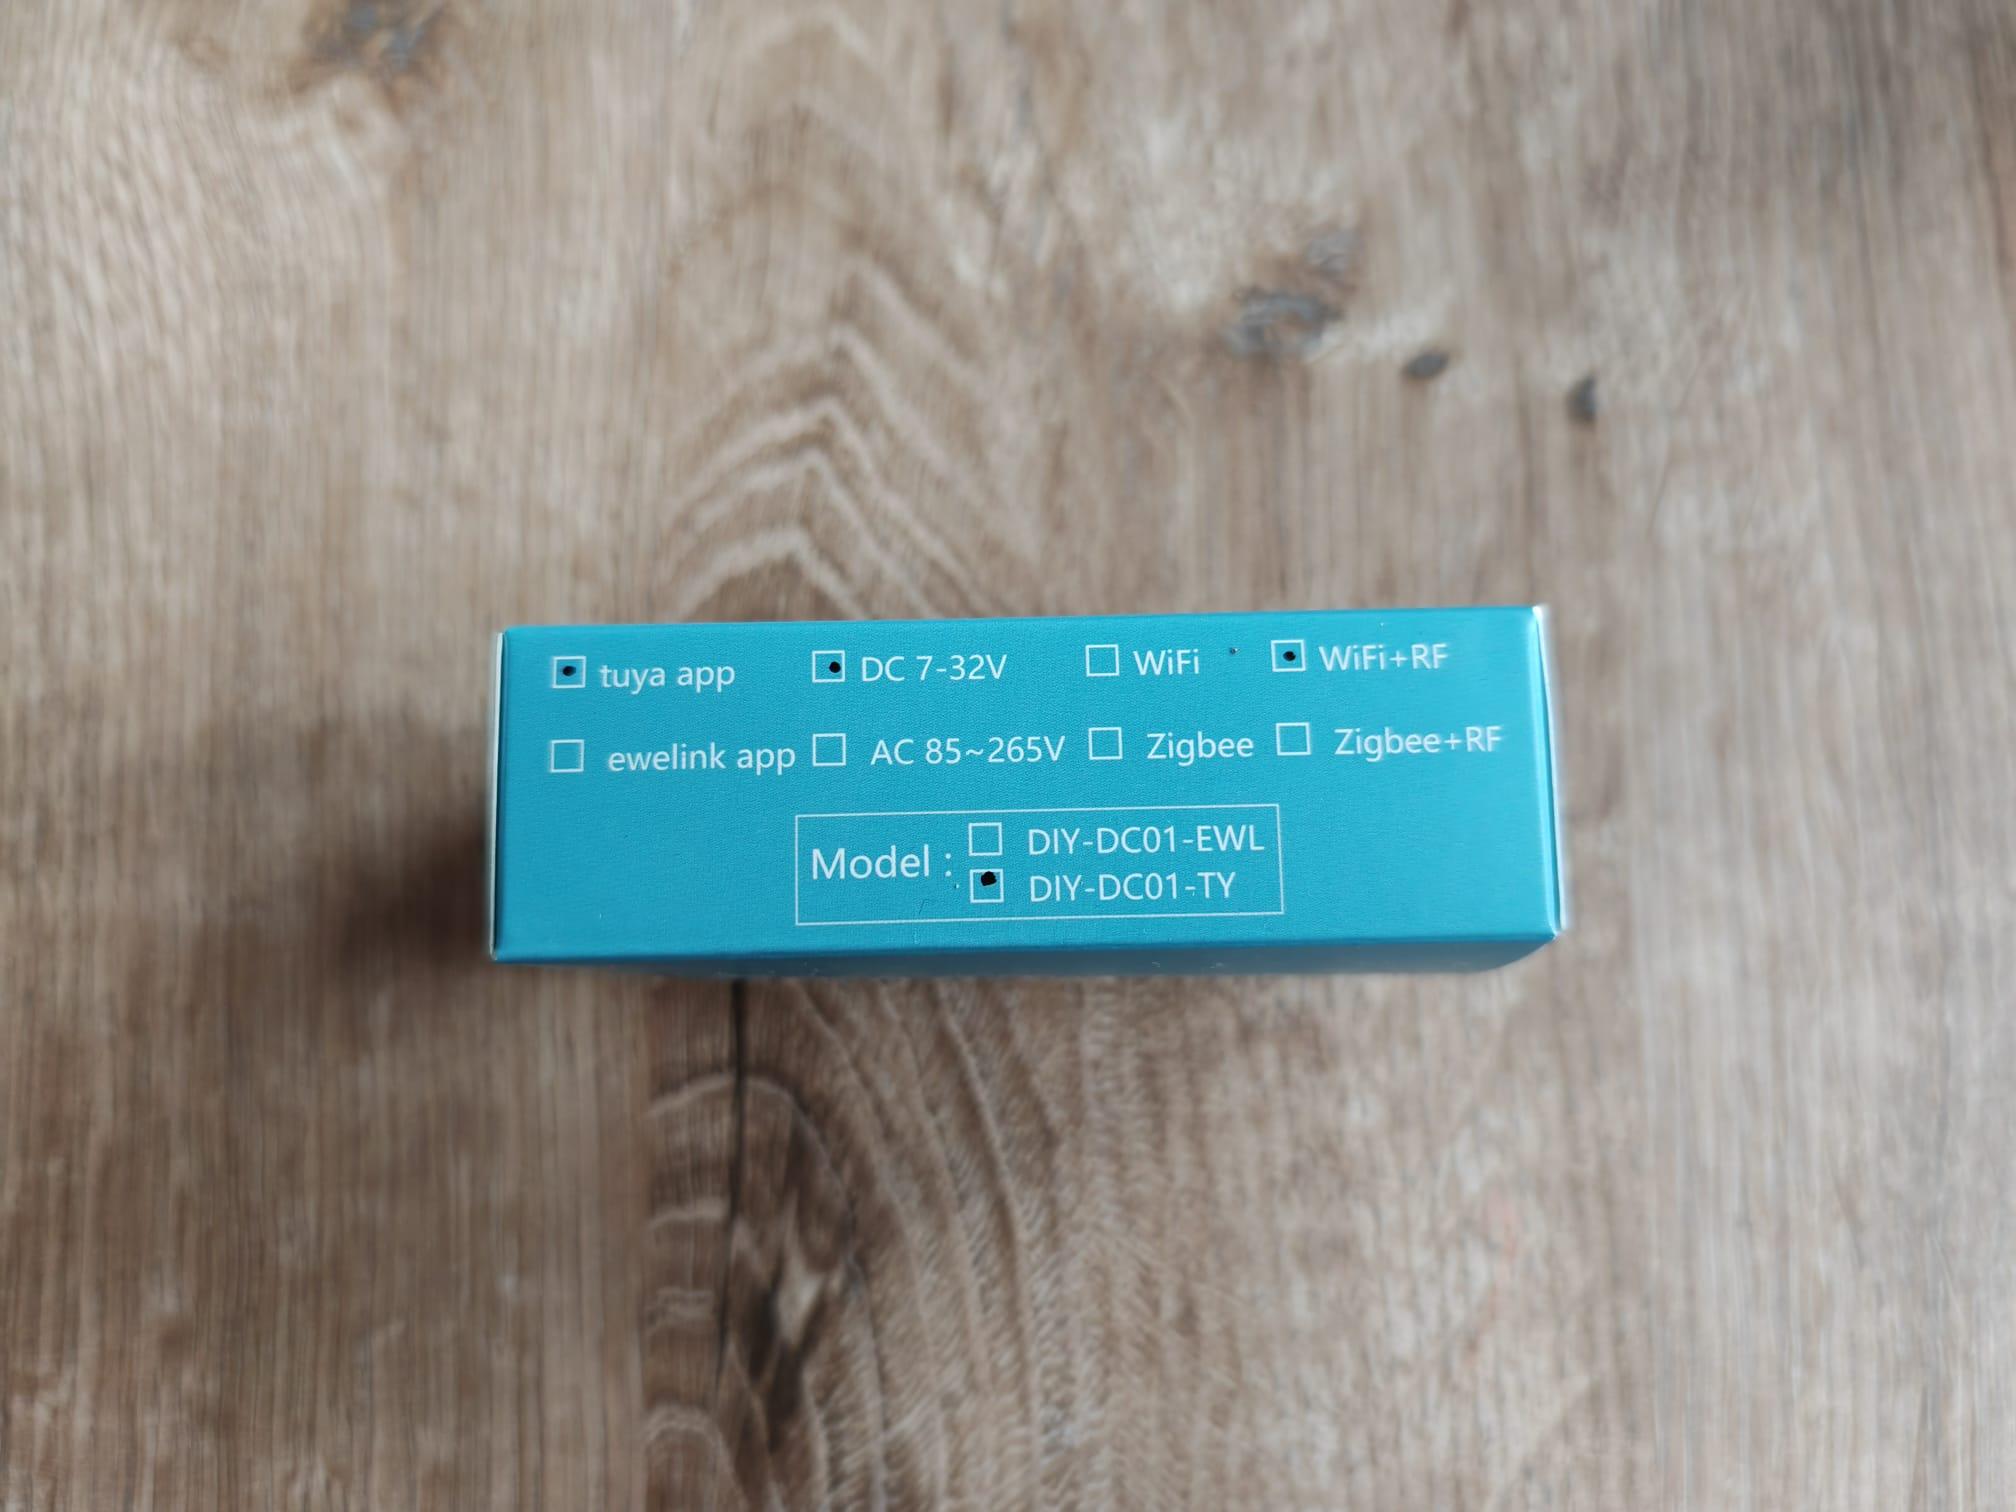 tuya app DC 7-32V WiFi WiFi+RF
ewelink app AC 85~265V Zigbee Zigbee+RF
Model : DIY-DC01-EWL
DIY-DC01-TY